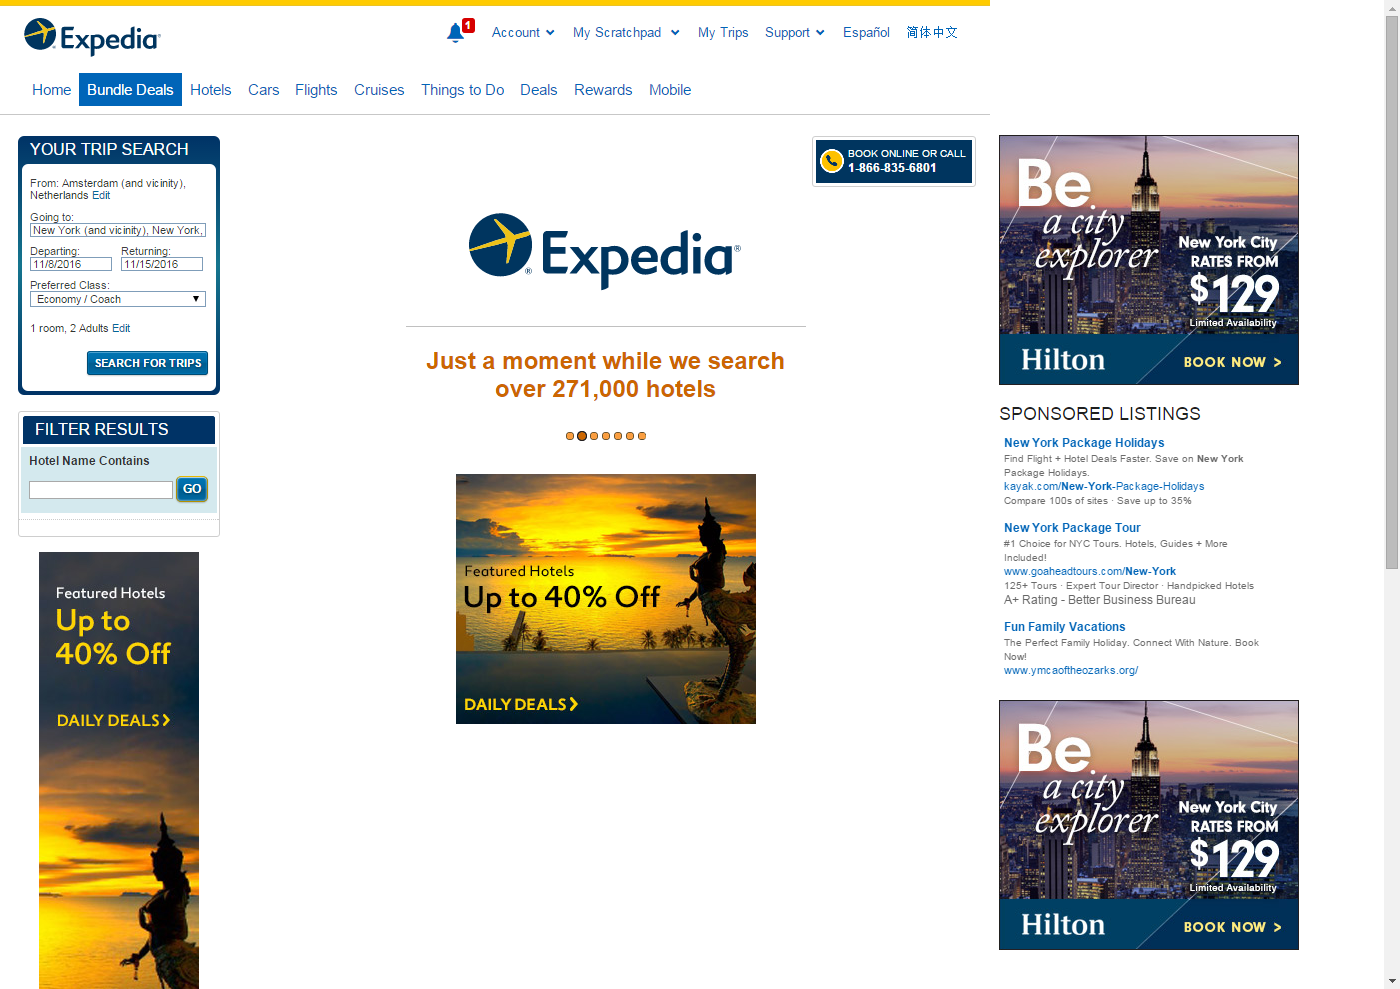 Expedia
1
Account
My Scratchpad
My Trips
Support
Español
简体中文
Home
Bundle Deals
Hotels
Cars
Flights
Cruises
Things to Do
Deals
Rewards
Mobile
YOUR TRIP SEARCH
From: Amsterdam (and vicinity),
Netherlands Edit
Going to:
New York (and vicinity), New York,
Departing:
Returning:
11/8/2016
11/15/2016
Preferred Class:
Economy / Coach
1 room, 2 Adults Edit
SEARCH FOR TRIPS
FILTER RESULTS
Hotel Name Contains
GO
Featured Hotels
Up to
40% Off
DAILY DEALS
BOOK ONLINE OR CALL
1-866-835-6801
Expedia®
Just a moment while we search
over 271,000 hotels
Featured Hotels
Up to 40% Off
DAILY DEALS
Be
a city
explorer
New York City
RATES FROM
$129
Limited Availability
Hilton
BOOK NOW >
SPONSORED LISTINGS
New York Package Holidays
Find Flight + Hotel Deals Faster. Save on New York
Package Holidays.
kayak.com/New-York-Package-Holidays
Compare 100s of sites · Save up to 35%
New York Package Tour
#1 Choice for NYC Tours. Hotels, Guides + More
Included!
www.goaheadtours.com/New-York
125+ Tours · Expert Tour Director · Handpicked Hotels
A+ Rating - Better Business Bureau
Fun Family Vacations
The Perfect Family Holiday. Connect With Nature. Book
Now!
www.ymcaoftheozarks.org/
Be
a city
explorer
New York City
RATES FROM
$129
Limited Availability
Hilton
BOOK NOW >